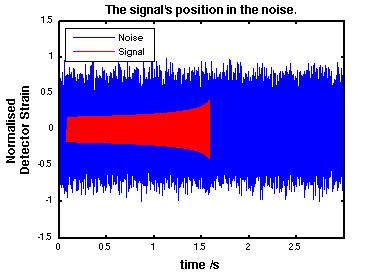 The signal's position in the noise.
1.5
Noise
Signal
1
0.5
0
-0.5
-1
-1.5
Normalised
Detector Strain
0 0.5 1 1.5 2 2.5
time /s